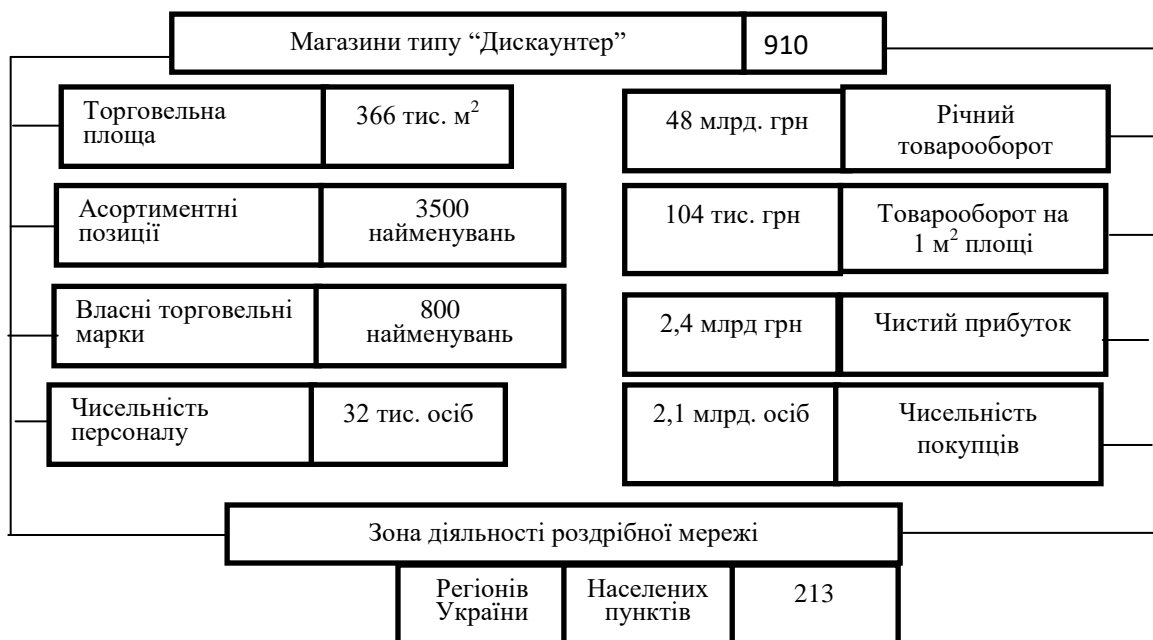 Магазини типу “Дискаунтер” 910
Торговельна
площа
366 тис. м²
48 млрд. грн
Річний
товарооборот
Асортиментні
позиції
3500
найменувань
104 тис. грн
Товарооборот на
1 м² площі
Власні торговельні
марки
800
найменувань
2,4 млрд грн
Чистий прибуток
Чисельність
персоналу
32 тис. осіб
2,1 млрд. осіб
Чисельність
покупців
Зона діяльності роздрібної мережі
Регіонів
України
Населених
пунктів
213